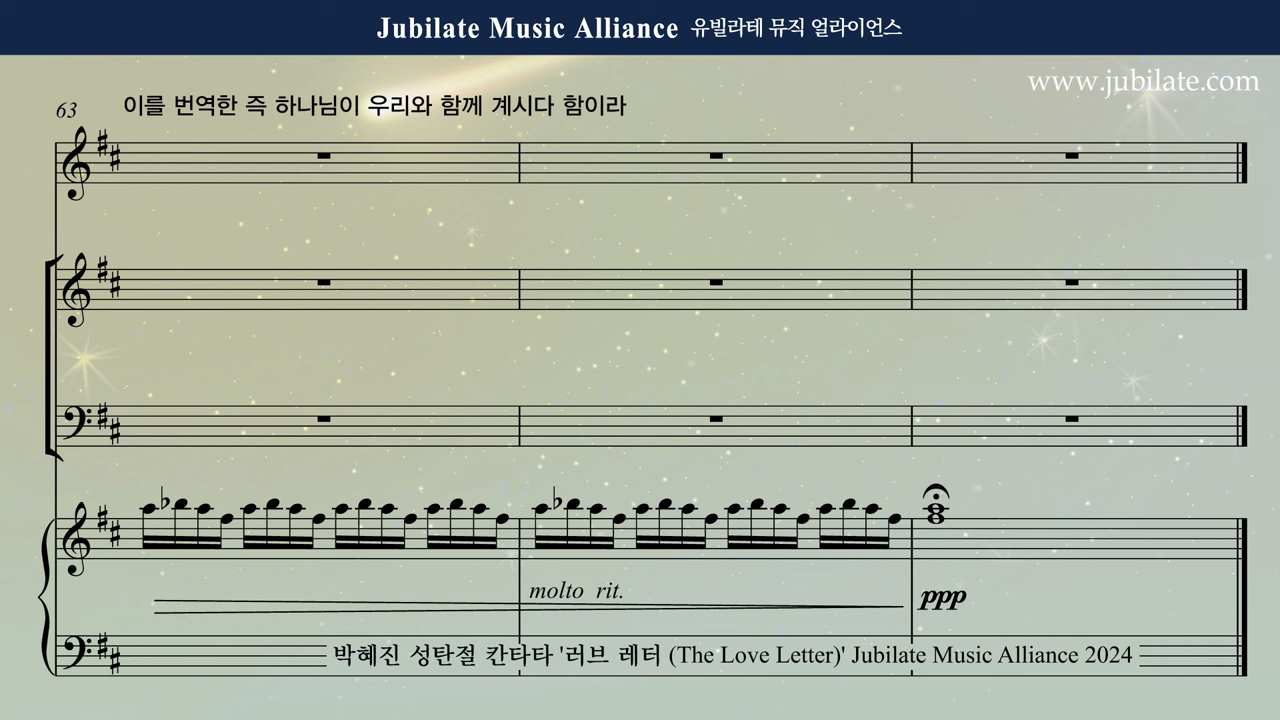 Jubilate Music Alliance 유빌라테 뮤직 얼라이언스
www.jubilate.com
63 이를 번역한 즉 하나님이 우리와 함께 계시다 함이라
molto rit.
ppp
박혜진 성탄절 칸타타 '러브 레터 (The Love Letter)' Jubilate Music Alliance 2024